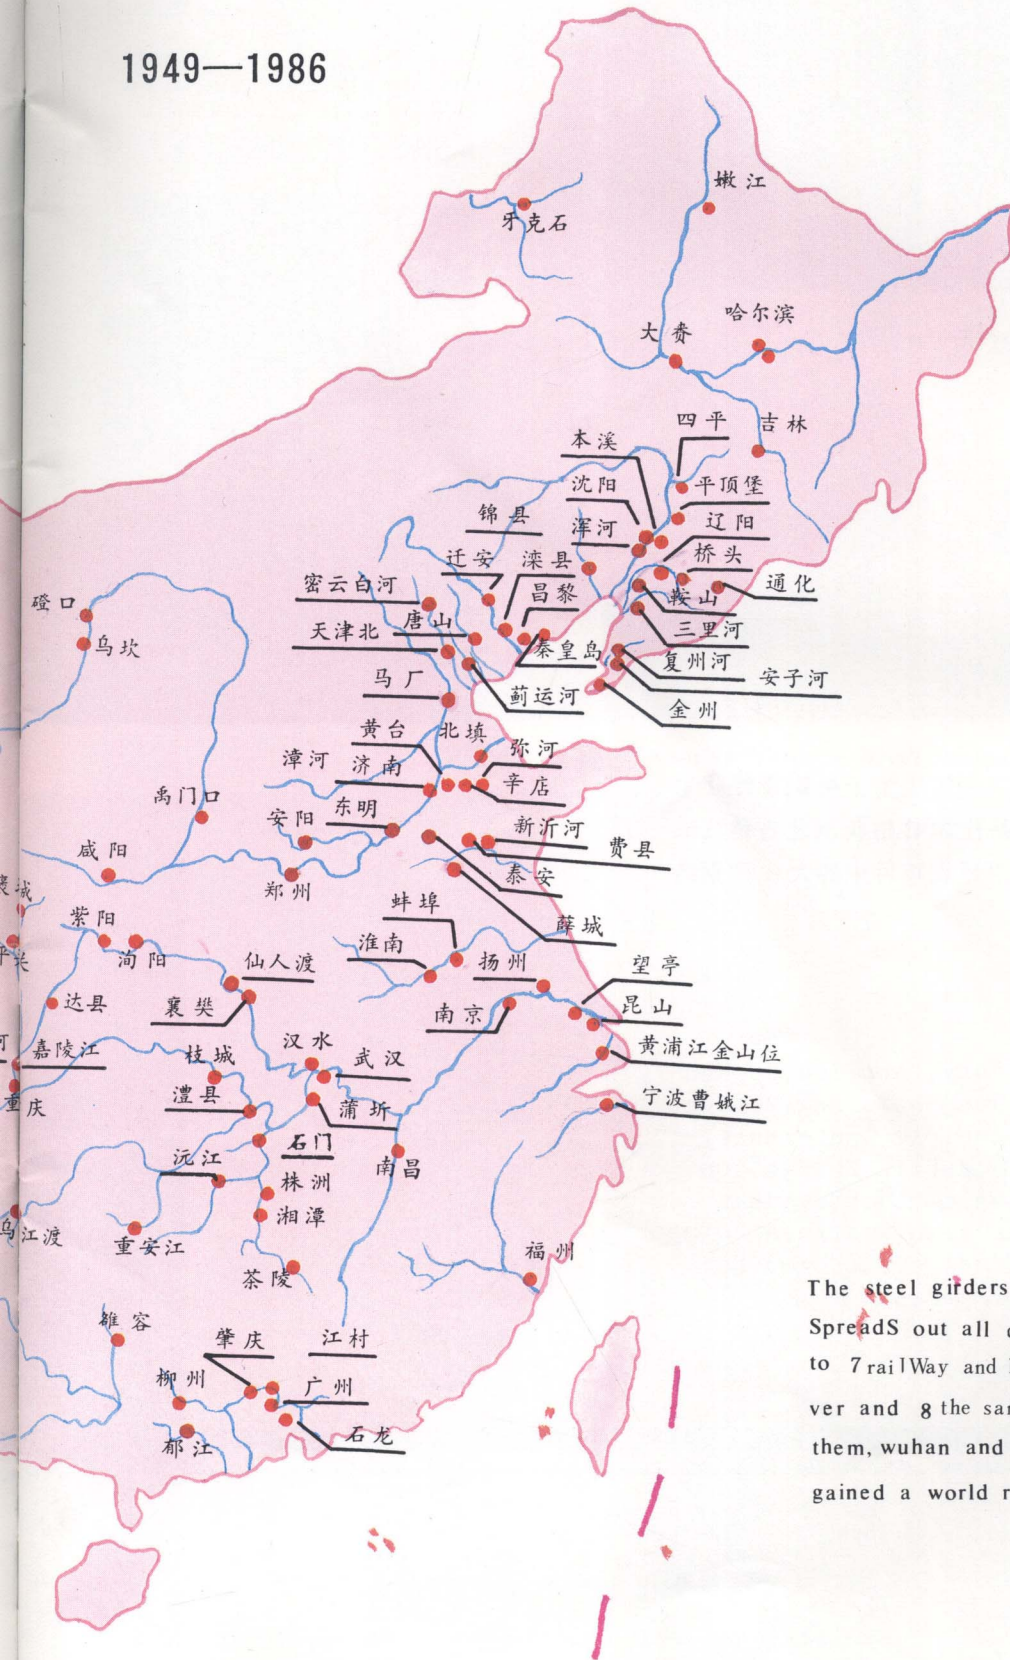 1949—1986
嫩江
牙克石
哈尔滨
大赉
四平
吉林
本溪
沈阳
平顶堡
锦县
浑河
辽阳
迁安
滦县
桥头
密云白河
昌黎
鞍山
通化
磴口
唐山
三里河
天津北
乌坎
秦皇岛
复州河
安子河
马厂
蓟运河
金州
黄台
北填
弥河
漳河
济南
辛店
禹门口
安阳
东明
新沂河
费县
咸阳
郑州
泰安
蚌埠
紫阳
薛城
淮南
洵阳
仙人渡
扬州
望亭
达县
襄樊
南京
昆山
汉水
嘉陵江
枝城
武汉
黄浦江金山位
重庆
澧县
蒲圻
宁波曹娥江
石门
沅江
南昌
株洲
湘潭
乌江渡
重安江
福州
茶陵
The steel girders
雒容
SpreadS out all
肇庆
江村
to 7 railWay and
柳州
广州
ver and 8 the
石龙
郁江
them, wuhan and
gained a world